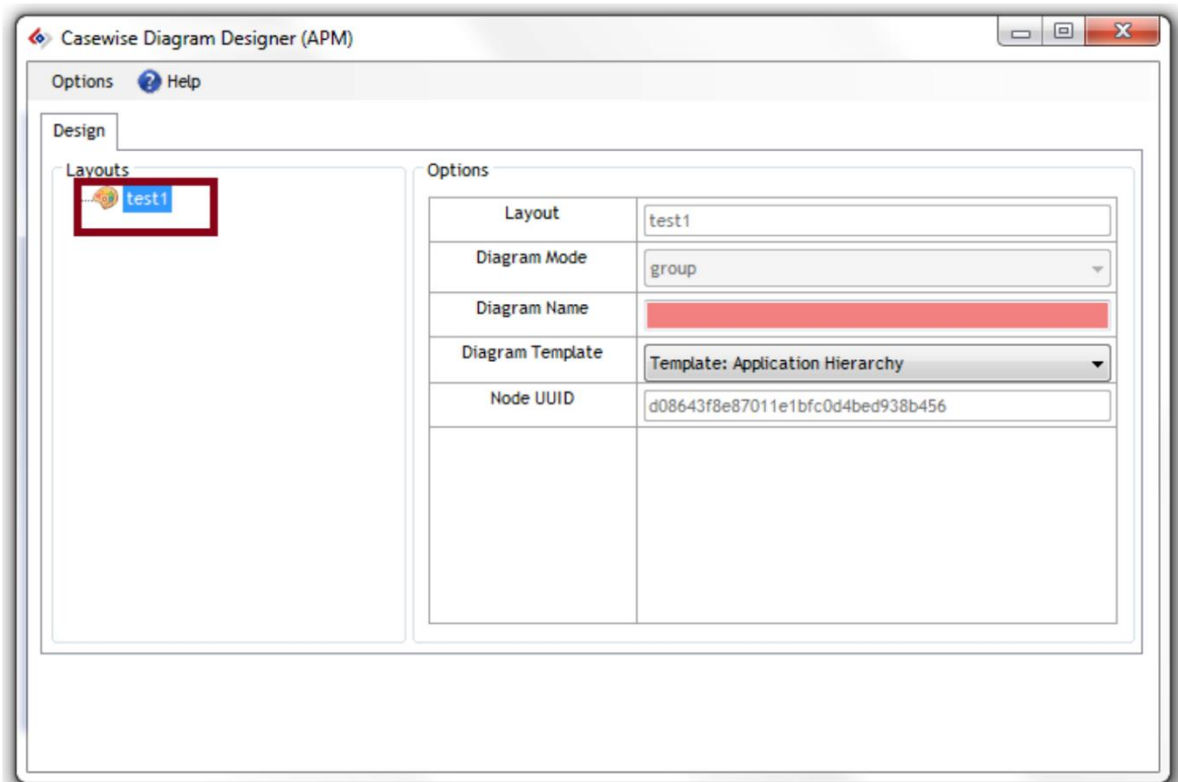 Casewise Diagram Designer (APM)
Options Help
Design
Layouts
test1
Options
Layout test1
Diagram Mode group
Diagram Name
Diagram Template Template: Application Hierarchy
Node UUID d08643f8e87011e1bfc0d4bed938b456